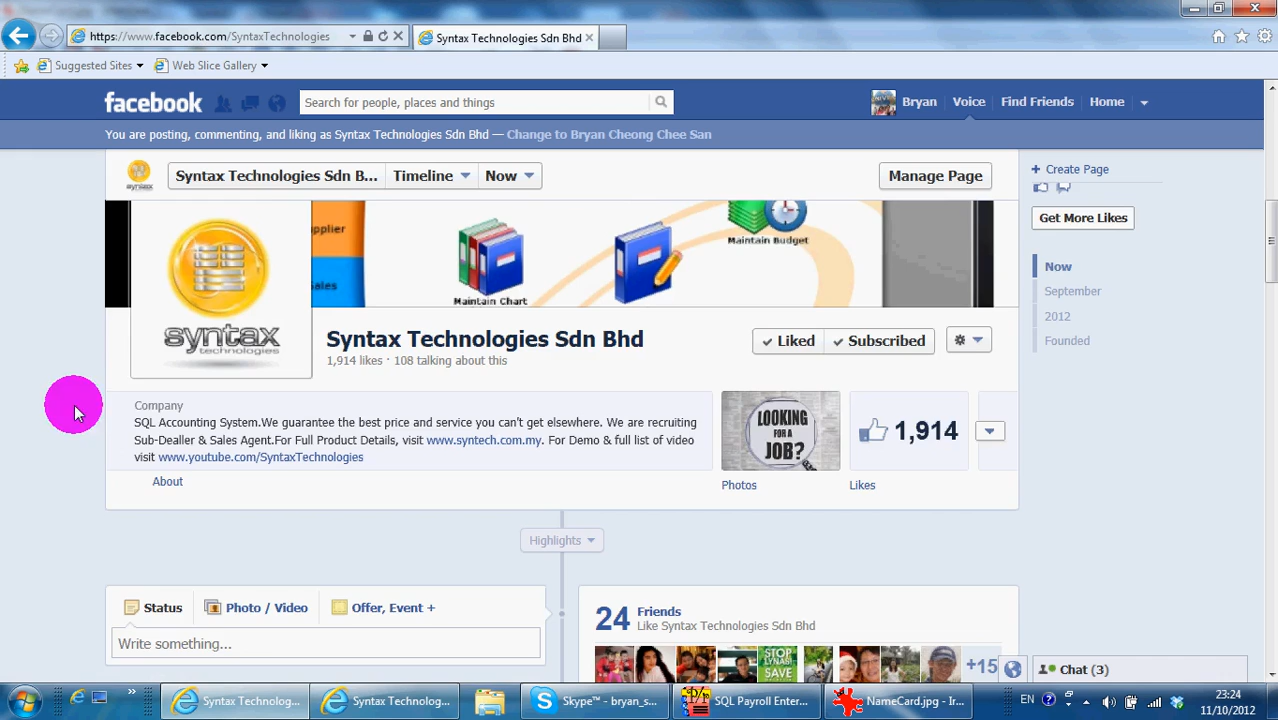 https://www.facebook.com/SyntaxTechnologies
Syntax Technologies Sdn Bhd
Suggested Sites
Web Slice Gallery
facebook
Search for people, places and things
Bryan
Voice
Find Friends
Home
You are posting, commenting, and liking as Syntax Technologies Sdn Bhd — Change to Bryan Cheong Chee San
Syntax Technologies Sdn B...
Timeline
Now
Manage Page
+ Create Page
Get More Likes
Now
September
2012
Founded
pplier
ales
Maintain Chart
Maintain Budget
syntax
technologies
Syntax Technologies Sdn Bhd
1,914 likes · 108 talking about this
Liked
Subscribed
Company
SQL Accounting System.We guarantee the best price and service you can't get elsewhere. We are recruiting
Sub-Dealler & Sales Agent.For Full Product Details, visit www.syntech.com.my. For Demo & full list of video
visit www.youtube.com/SyntaxTechnologies
About
LOOKING
FOR A
JOB?
Photos
1,914
Likes
Highlights
Status
Photo / Video
Offer, Event +
Write something...
24 Friends
Like Syntax Technologies Sdn Bhd
STOP
LYNAS
SAVE
+15
Chat (3)
Syntax Technolog...
Syntax Technolog...
Skype™ - bryan_s...
SQL Payroll Enter...
NameCard.jpg - Ir...
EN
23:24
11/10/2012